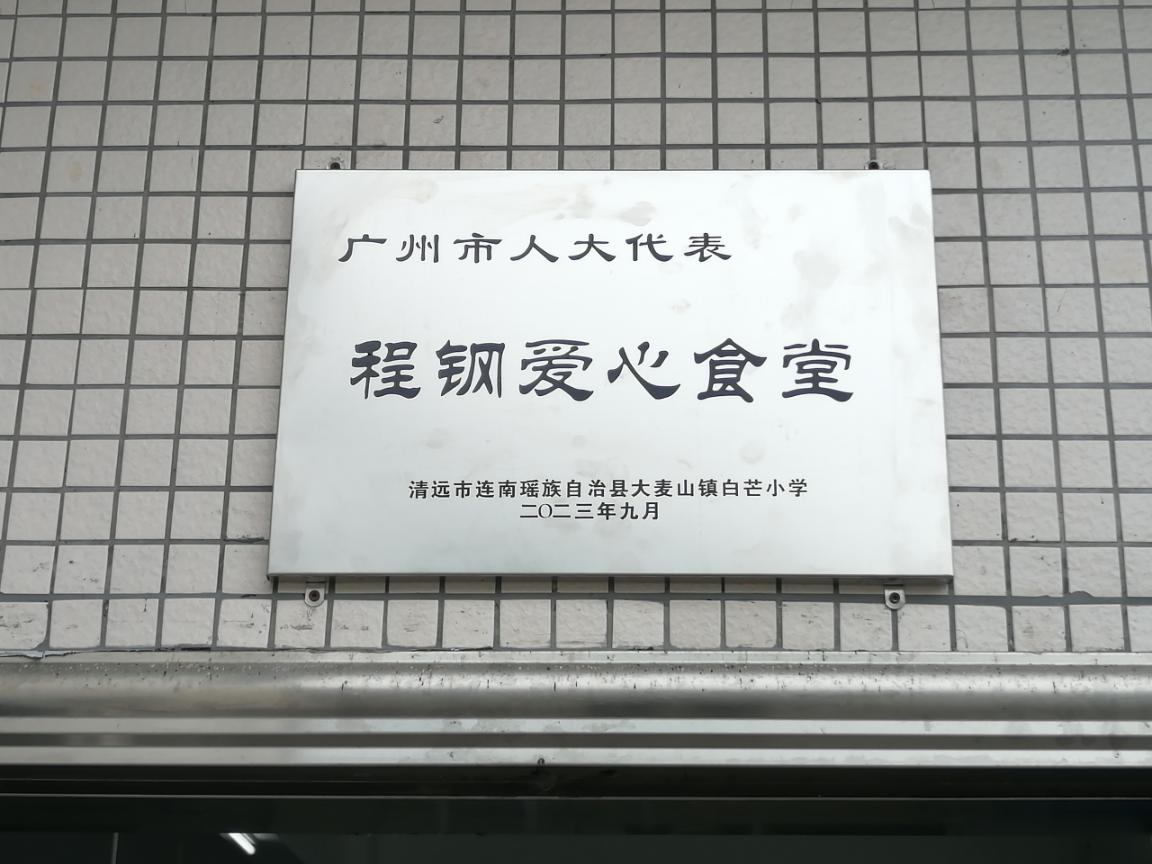 广州市人大代表
程钢爱心食堂
清远市连南瑶族自治县大麦山镇白芒小学
二〇二三年九月